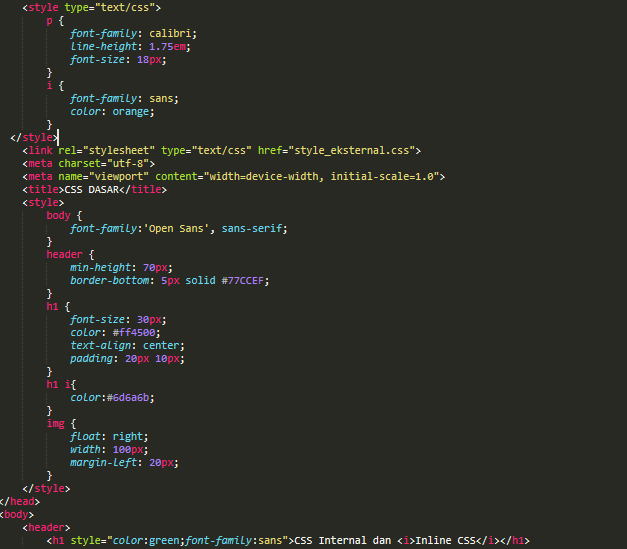 <style type="text/css">
p {
font-family: calibri;
line-height: 1.75em;
font-size: 18px;
}
i {
font-family: sans;
color: orange;
}
</style>
<link rel="stylesheet" type="text/css" href="style_eksternal.css">
<meta charset="utf-8">
<meta name="viewport" content="width=device-width, initial-scale=1.0">
<title>CSS DASAR</title>
<style>
body {
font-family:'Open Sans', sans-serif;
}
header {
min-height: 70px;
border-bottom: 5px solid #77CCEF;
}
h1 {
font-size: 30px;
color: #ff4500;
text-align: center;
padding: 20px 10px;
}
h1 i{
color:#6d6a6b;
}
img {
float: right;
width: 100px;
margin-left: 20px;
}
</style>
</head>
<body>
<header>
<h1 style="color:green;font-family:sans">CSS Internal dan <i>Inline CSS</i></h1>